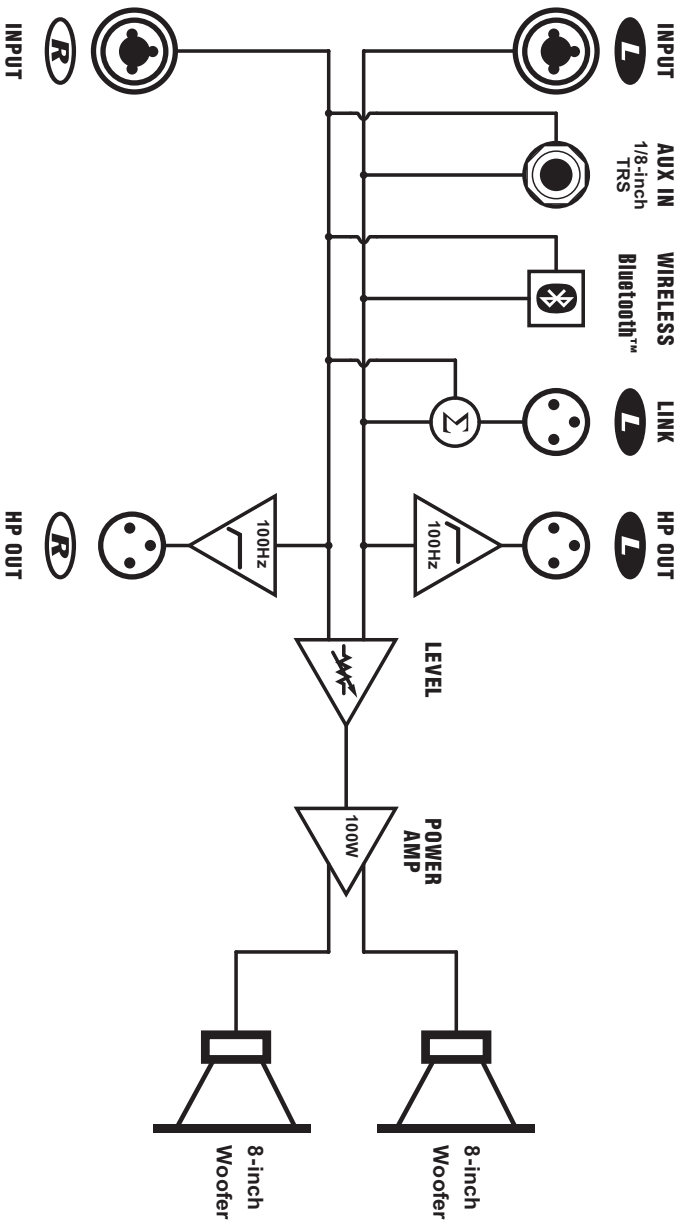 INPUT
L
AUX IN
1/8-inch
TRS
WIRELESS
Bluetooth™
LINK
L
HP OUT
L
Σ
100Hz
LEVEL
POWER
AMP
100W
8-inch
Woofer
INPUT
R
HP OUT
R
100Hz
8-inch
Woofer